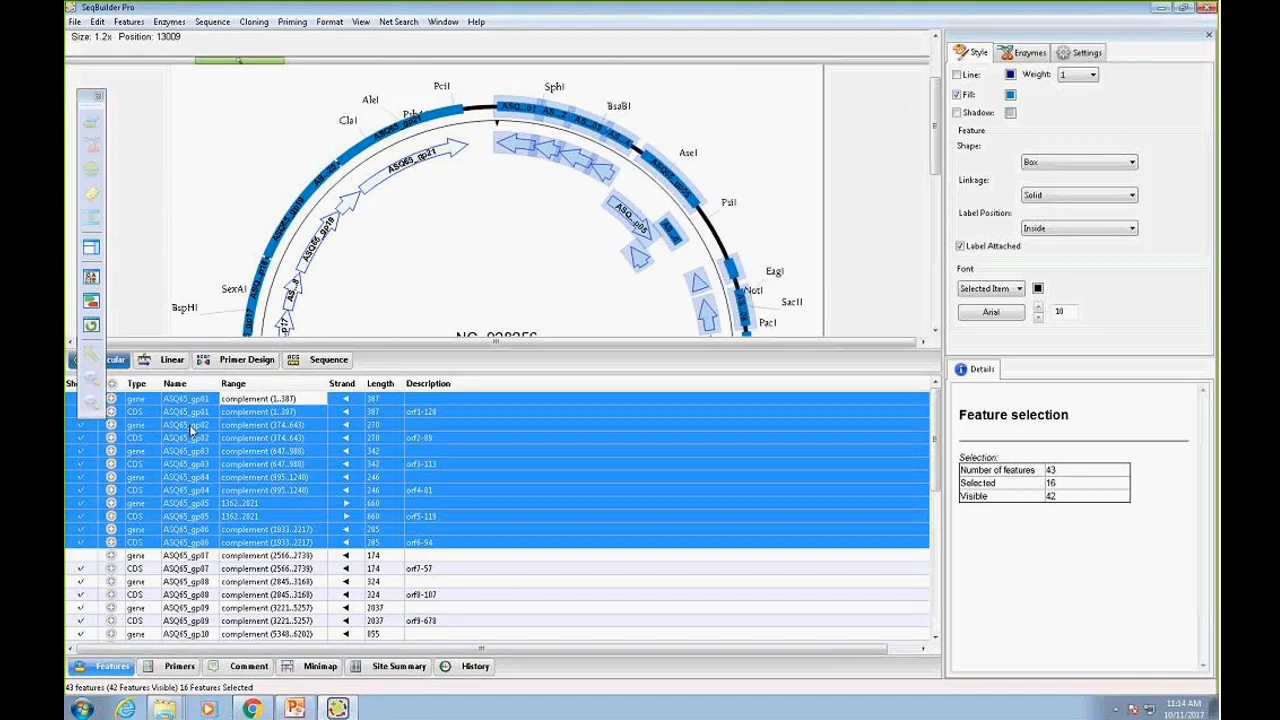 SeqBuilder Pro
File Edit Features Enzymes Sequence Cloning Priming Format View Net Search Window Help
Size: 1.2x Position: 13009
PciI
SphI
AleI
BsaBI
ClaI
AseI
PsiI
EagI
NotI
SacII
PacI
SexAI
BspHI
ASQ65_gp21
ASQ65_gp21
ASQ65_gp19
ASQ65_gp19
ASQ65_gp05
ASQ...p05
Style Enzymes Settings
Line: Weight: 1
Fill:
Shadow:
Feature
Shape: Box
Linkage: Solid
Label Position: Inside
Label Attached
Font
Selected Item
Arial 10
Linear Primer Design Sequence
Type Name Range Strand Length Description
gene ASQ65_gp01 complement (1..387) 387
CDS ASQ65_gp01 complement (1..387) 387 orf1-128
gene ASQ65_gp02 complement (374..643) 270
CDS ASQ65_gp02 complement (374..643) 270 orf2-89
gene ASQ65_gp03 complement (647..988) 342
CDS ASQ65_gp03 complement (647..988) 342 orf3-113
gene ASQ65_gp04 complement (995..1240) 246
CDS ASQ65_gp04 complement (995..1240) 246 orf4-81
gene ASQ65_gp05 1362..2021 660
CDS ASQ65_gp05 1362..2021 660 orf5-119
gene ASQ65_gp06 complement (1933..2217) 285
CDS ASQ65_gp06 complement (1933..2217) 285 orf6-94
gene ASQ65_gp07 complement (2566..2739) 174
CDS ASQ65_gp07 complement (2566..2739) 174 orf7-57
gene ASQ65_gp08 complement (2845..3168) 324
CDS ASQ65_gp08 complement (2845..3168) 324 orf8-107
gene ASQ65_gp09 complement (3221..5257) 2037
CDS ASQ65_gp09 complement (3221..5257) 2037 orf9-678
gene ASQ65_gp10 complement (5348..6202) 855
Details
Feature selection
Selection:
Number of features 43
Selected 16
Visible 42
Features Primers Comment Minimap Site Summary History
43 features (42 Features Visible) 16 Features Selected
11:14 AM
10/11/2017